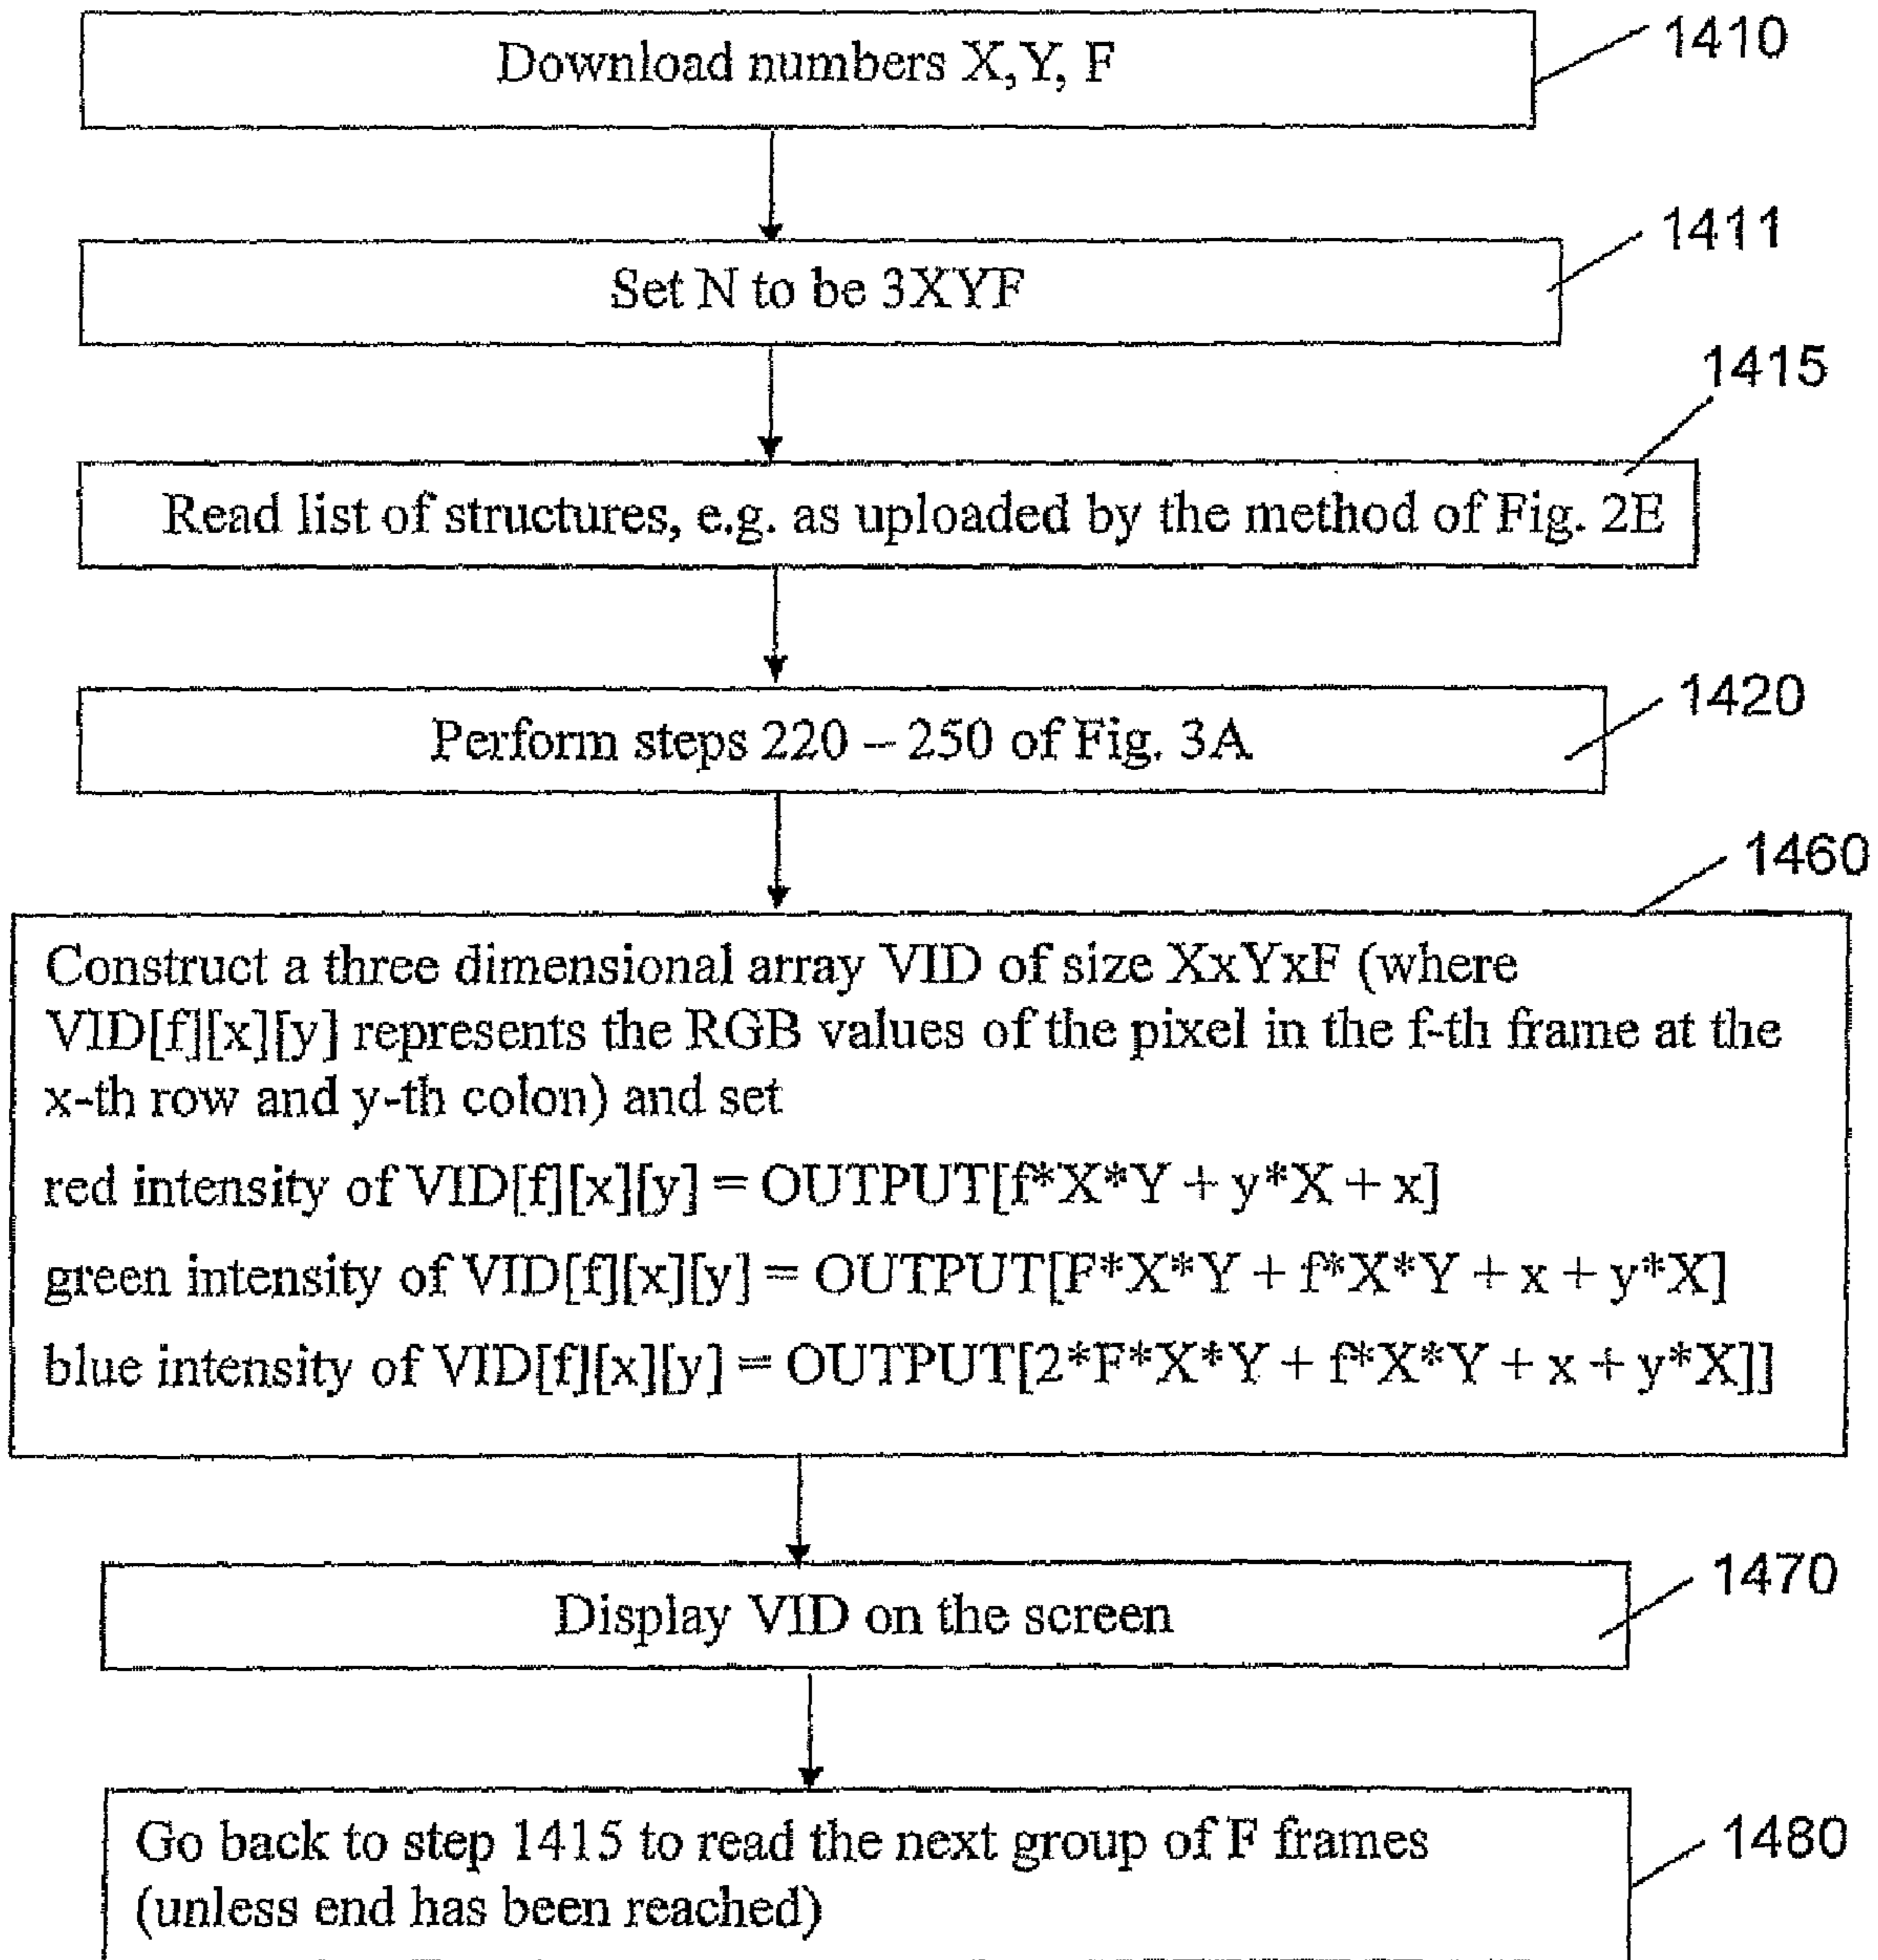 Download numbers X, Y, F
1410
Set N to be 3XYF
1411
1415
Read list of structures, e.g. as uploaded by the method of Fig. 2E
Perform steps 220 – 250 of Fig. 3A
1420
1460
Construct a three dimensional array VID of size XxYxF (where
VID[f][x][y] represents the RGB values of the pixel in the f-th frame at the
x-th row and y-th colon) and set
red intensity of VID[f][x][y] = OUTPUT[f*X*Y + y*X + x]
green intensity of VID[f][x][y] = OUTPUT[F*X*Y + f*X*Y + x + y*X]
blue intensity of VID[f][x][y] = OUTPUT[2*F*X*Y + f*X*Y + x + y*X]]
Display VID on the screen
1470
Go back to step 1415 to read the next group of F frames
(unless end has been reached)
1480